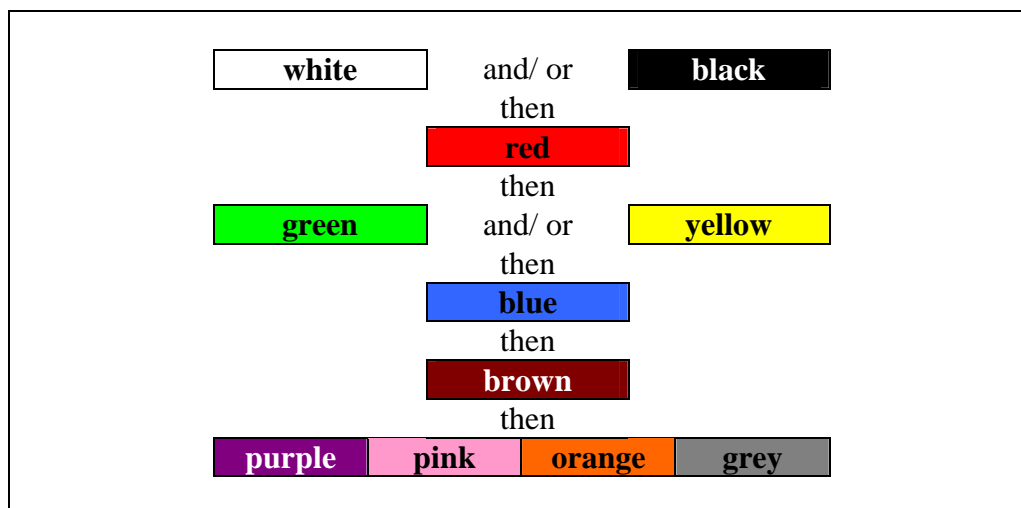 white and/ or black
then
red
then
green and/ or yellow
then
blue
then
brown
then
purple pink orange grey